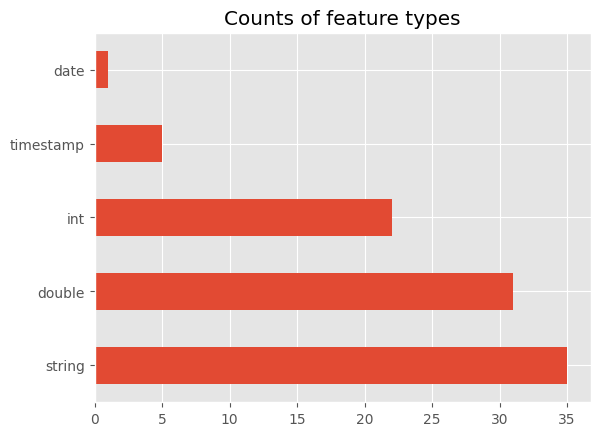 Counts of feature types
date
timestamp
int
double
string
0 5 10 15 20 25 30 35